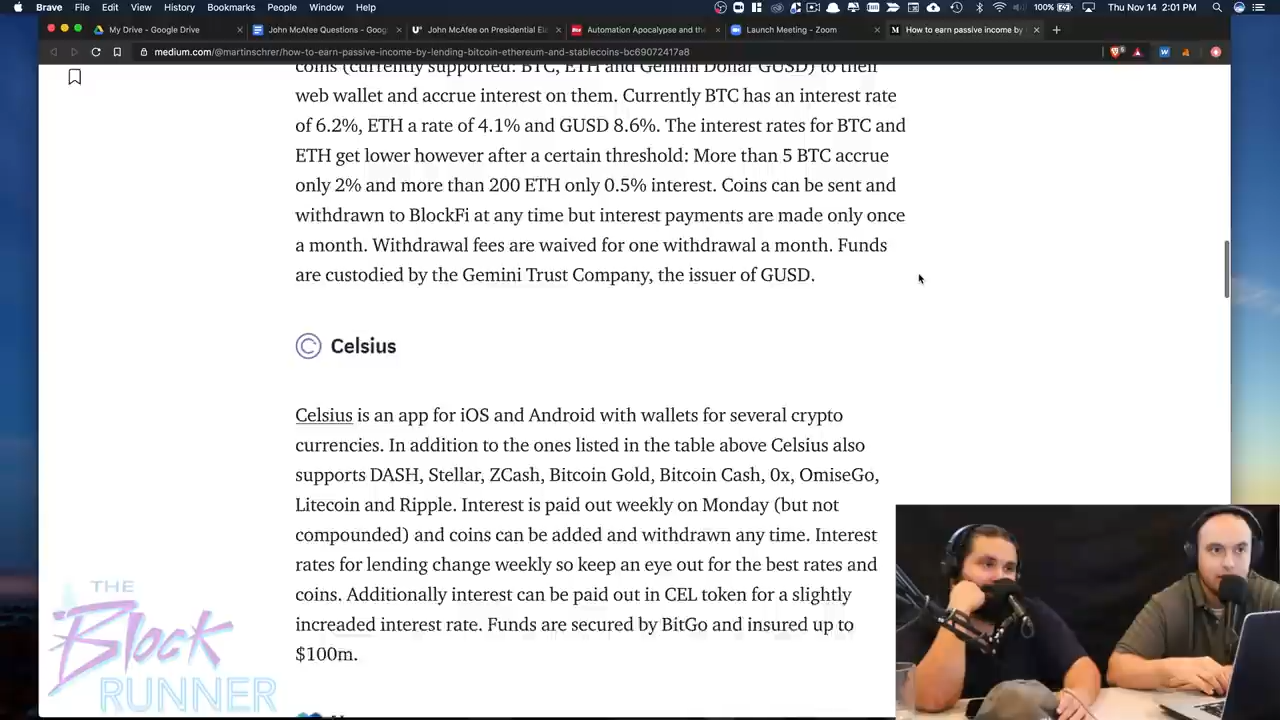 Brave File Edit View History Bookmarks People Window Help 100% Thu Nov 14 2:01 PM
My Drive - Google Drive × John McAfee Questions - Goog × John McAfee on Presidential El × Automation Apocalypse and the × Launch Meeting - Zoom × How to earn passive income by × +
medium.com/@martinschrer/how-to-earn-passive-income-by-lending-bitcoin-ethereum-and-stablecoins-bc69072417a8
coins (currently supported: BTC, ETH and Gemini Dollar GUSD) to their
web wallet and accrue interest on them. Currently BTC has an interest rate
of 6.2%, ETH a rate of 4.1% and GUSD 8.6%. The interest rates for BTC and
ETH get lower however after a certain threshold: More than 5 BTC accrue
only 2% and more than 200 ETH only 0.5% interest. Coins can be sent and
withdrawn to BlockFi at any time but interest payments are made only once
a month. Withdrawal fees are waived for one withdrawal a month. Funds
are custodied by the Gemini Trust Company, the issuer of GUSD.
Celsius
Celsius is an app for iOS and Android with wallets for several crypto
currencies. In addition to the ones listed in the table above Celsius also
supports DASH, Stellar, ZCash, Bitcoin Gold, Bitcoin Cash, 0x, OmiseGo,
Litecoin and Ripple. Interest is paid out weekly on Monday (but not
compounded) and coins can be added and withdrawn any time. Interest
rates for lending change weekly so keep an eye out for the best rates and
coins. Additionally interest can be paid out in CEL token for a slightly
increaded interest rate. Funds are secured by BitGo and insured up to
$100m.
THE
Block
RUNNER